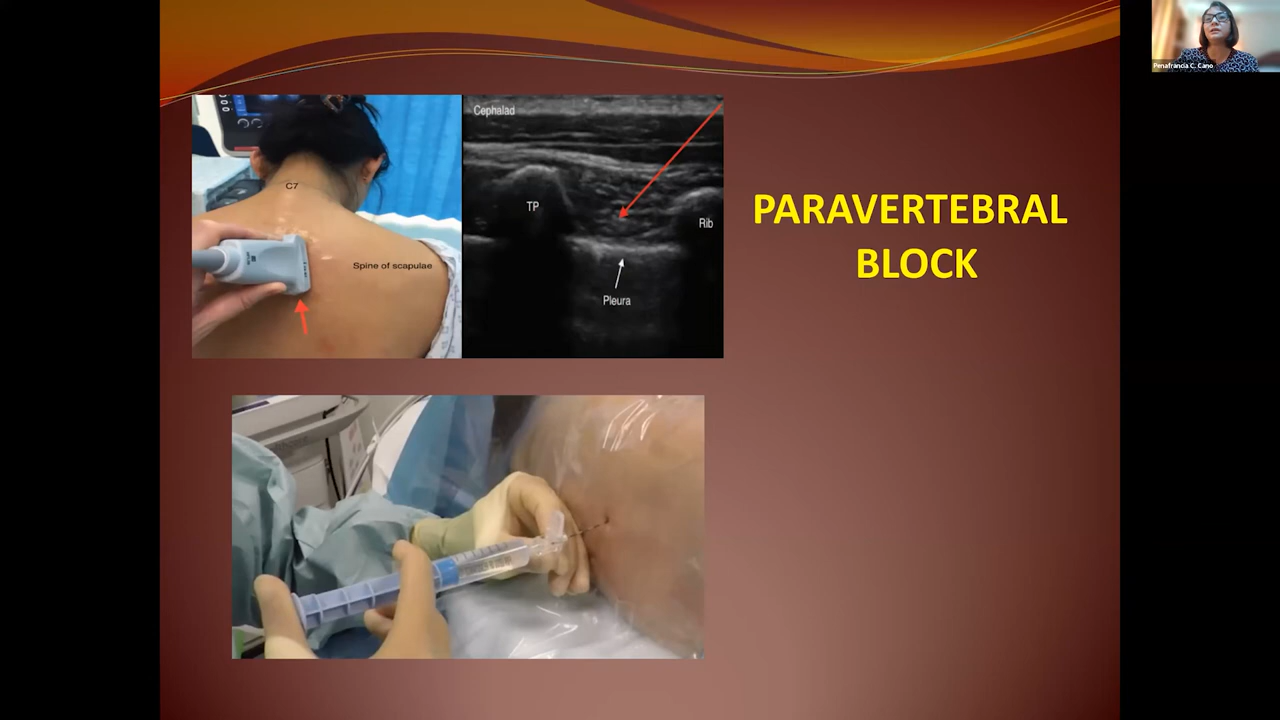 Penafrancia C. Cano
Cephalad
C7
TP
Rib
Spine of scapulae
Pleura
PARAVERTEBRAL
BLOCK